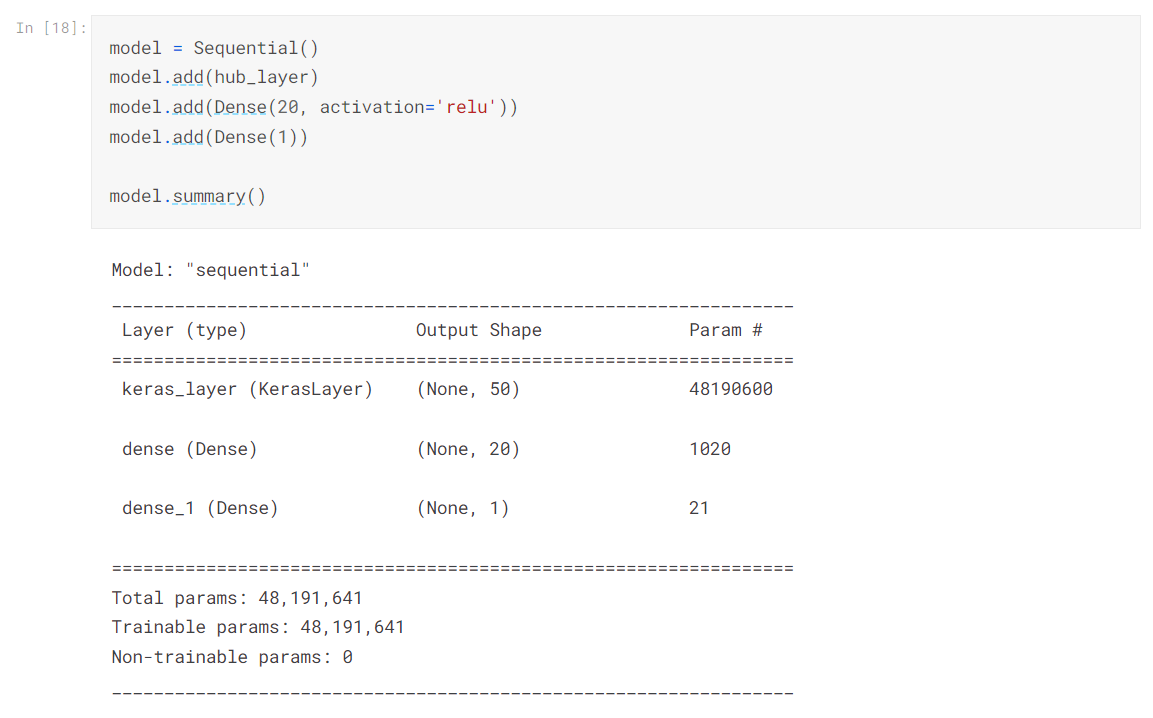 In [18]:
model = Sequential()
model.add(hub_layer)
model.add(Dense(20, activation='relu'))
model.add(Dense(1))
model.summary()
Model: "sequential"
_________________________________________________________________
Layer (type) Output Shape Param #
=================================================================
keras_layer (KerasLayer) (None, 50) 48190600
dense (Dense) (None, 20) 1020
dense_1 (Dense) (None, 1) 21
=================================================================
Total params: 48,191,641
Trainable params: 48,191,641
Non-trainable params: 0
_________________________________________________________________